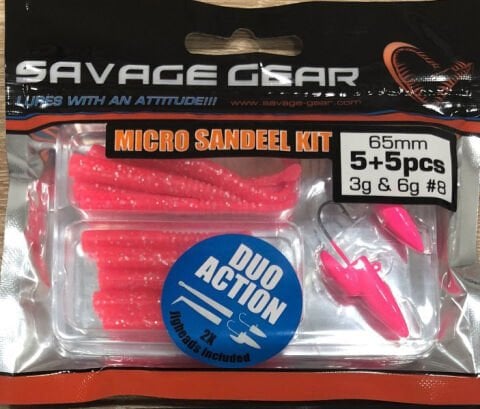 SAVAGE GEAR
LURES WITH AN ATTITUDE!!!
www.savage-gear.com
MICRO SANDEEL KIT
65mm
5+5pcs
3g & 6g #8
DUO
ACTION
2X
Jigheads included